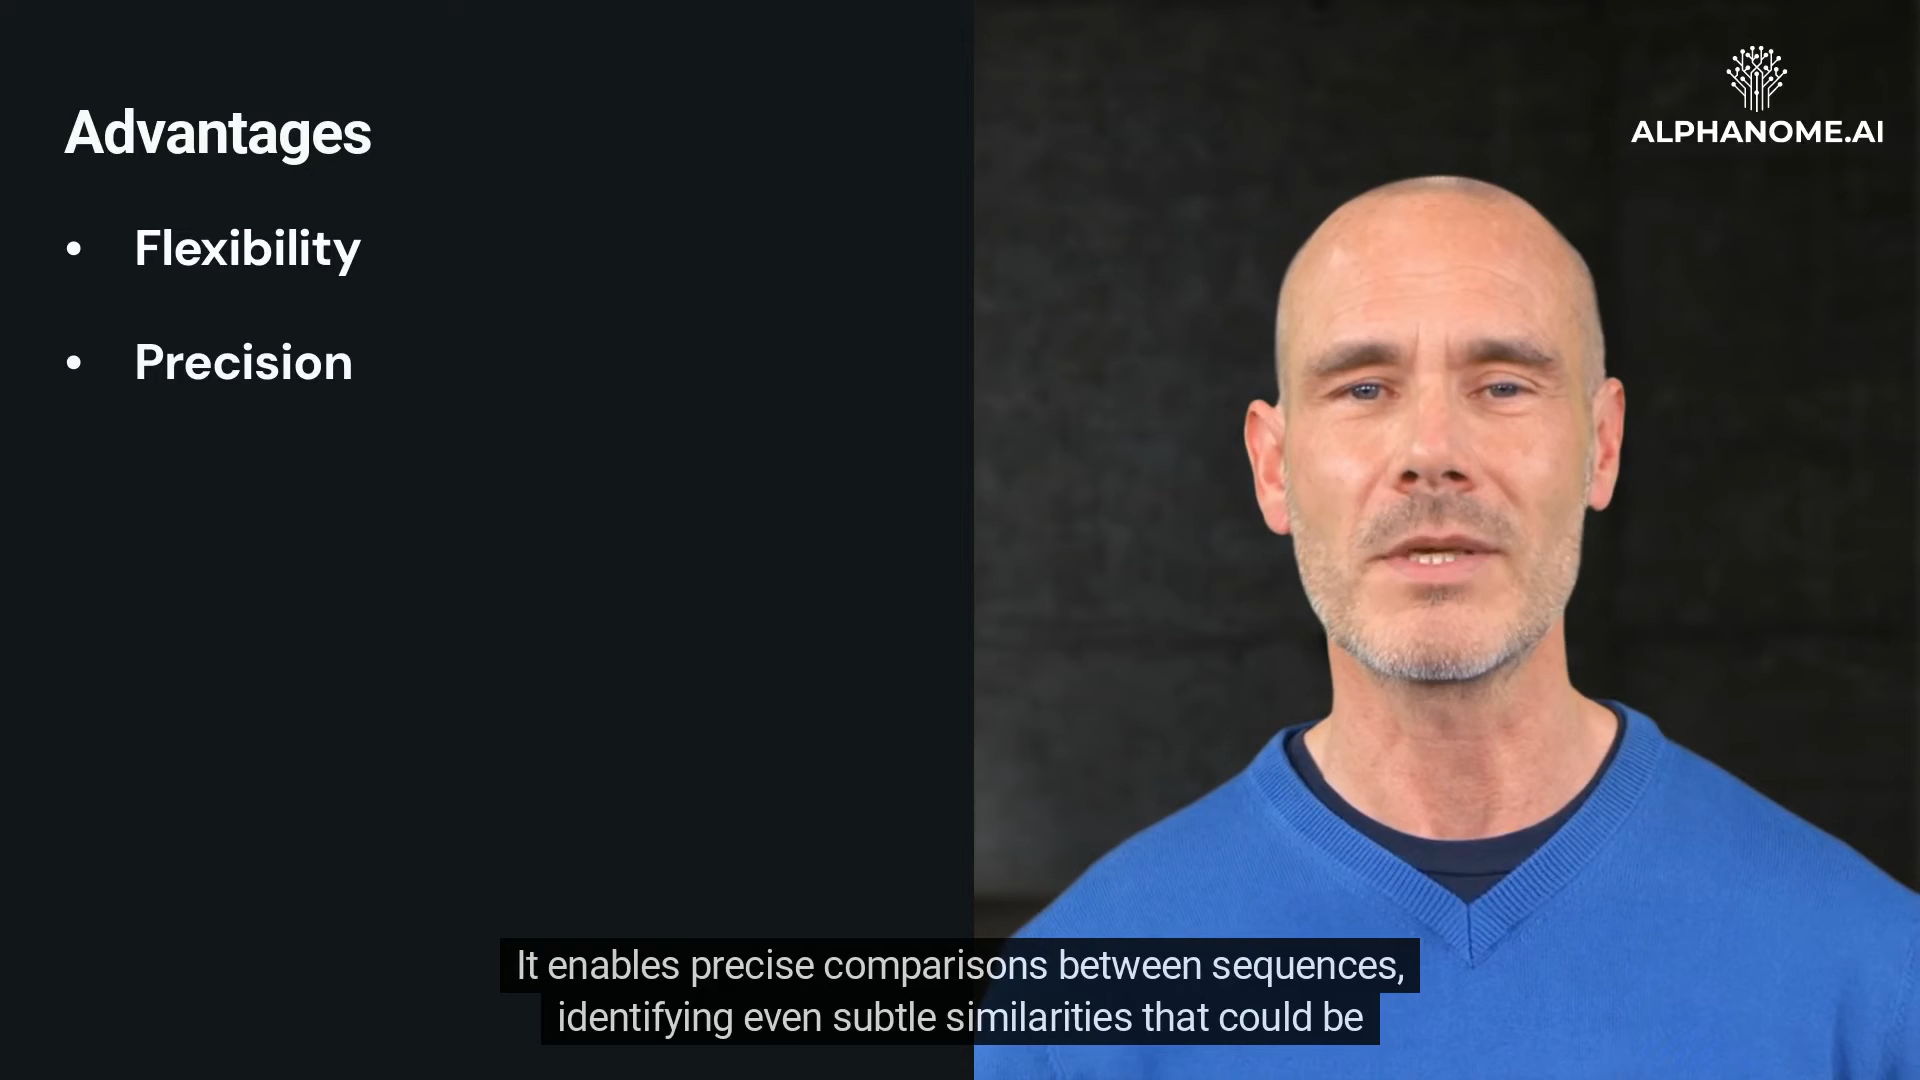 Advantages
• Flexibility
• Precision
ALPHANOME.AI
It enables precise comparisons between sequences,
identifying even subtle similarities that could be